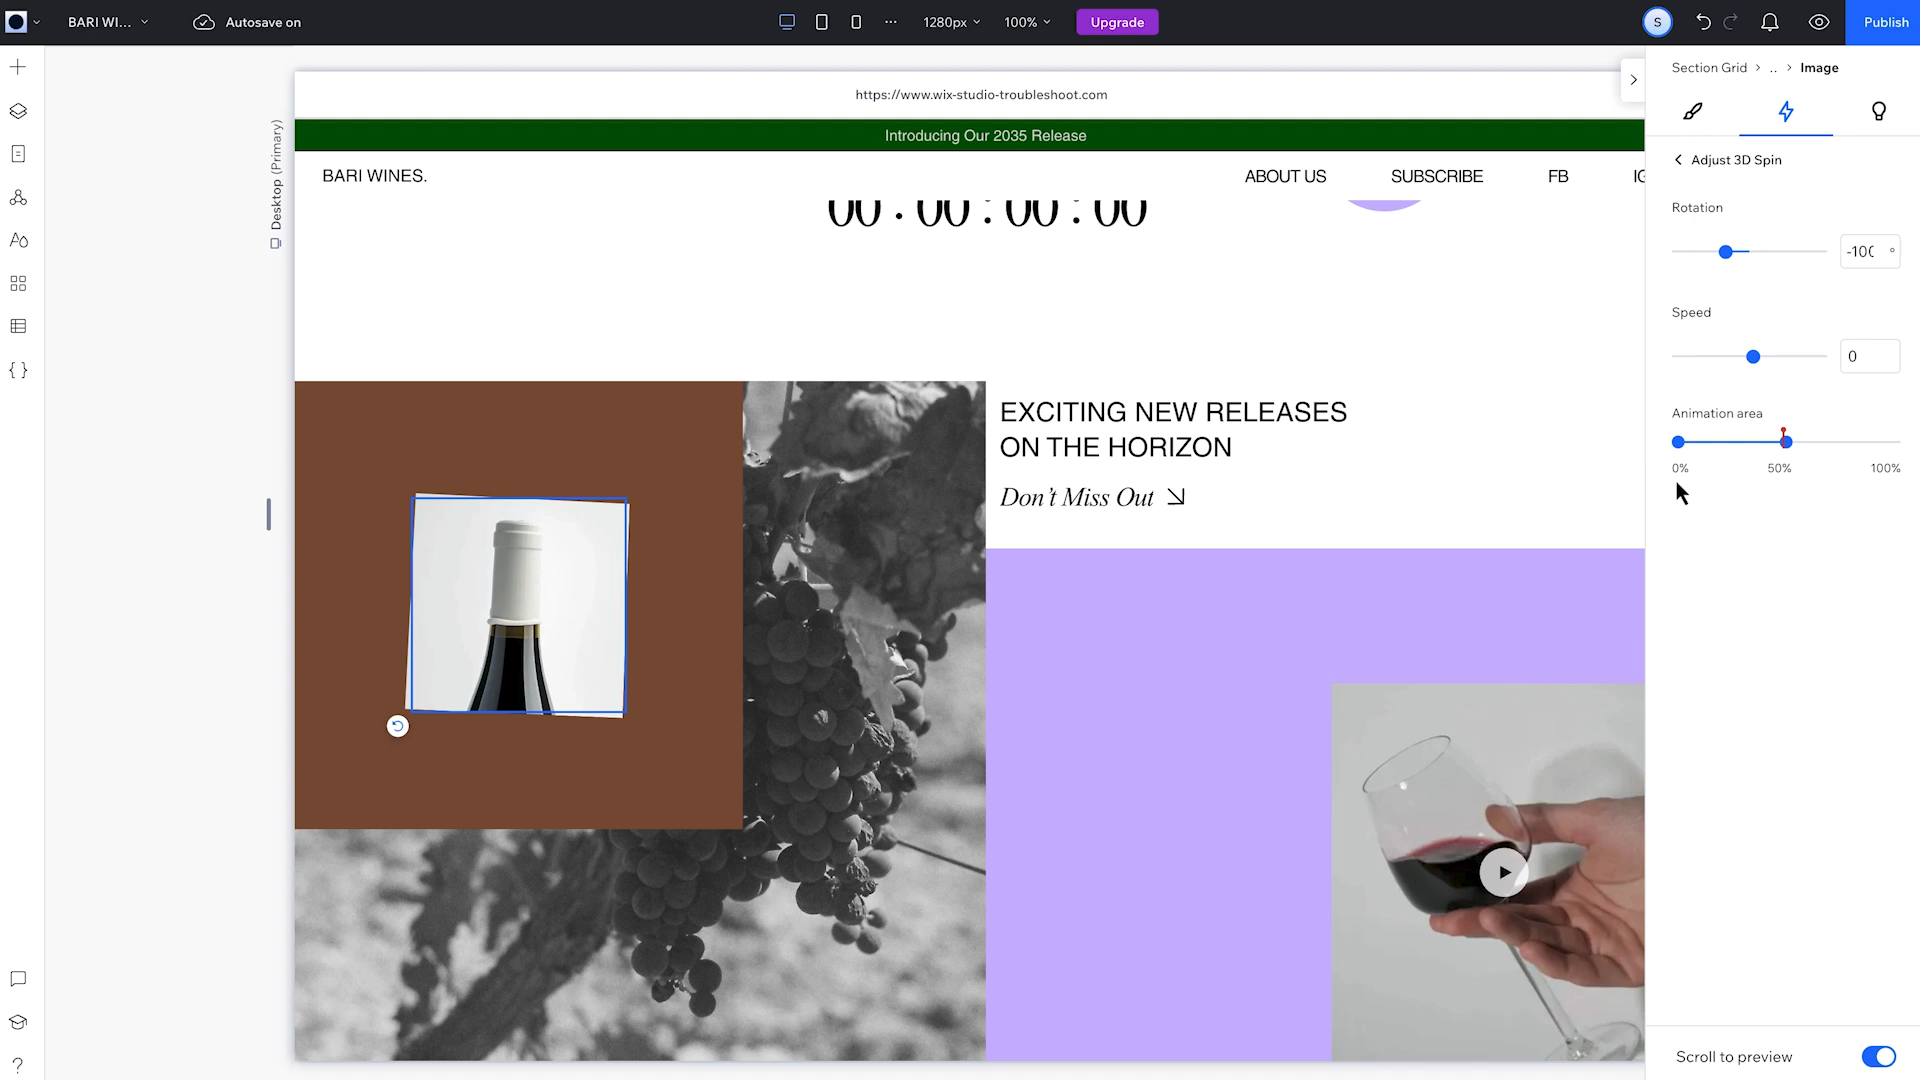 BARI WI...
Autosave on
1280px
100%
Upgrade
S
Publish
Section Grid > .. > Image
https://www.wix-studio-troubleshoot.com
Desktop (Primary)
Introducing Our 2035 Release
BARI WINES.
ABOUT US
SUBSCRIBE
FB
00:00:00:00
Adjust 3D Spin
Rotation
-100 °
Speed
0
Animation area
0%
50%
100%
EXCITING NEW RELEASES
ON THE HORIZON
Don't Miss Out
Scroll to preview